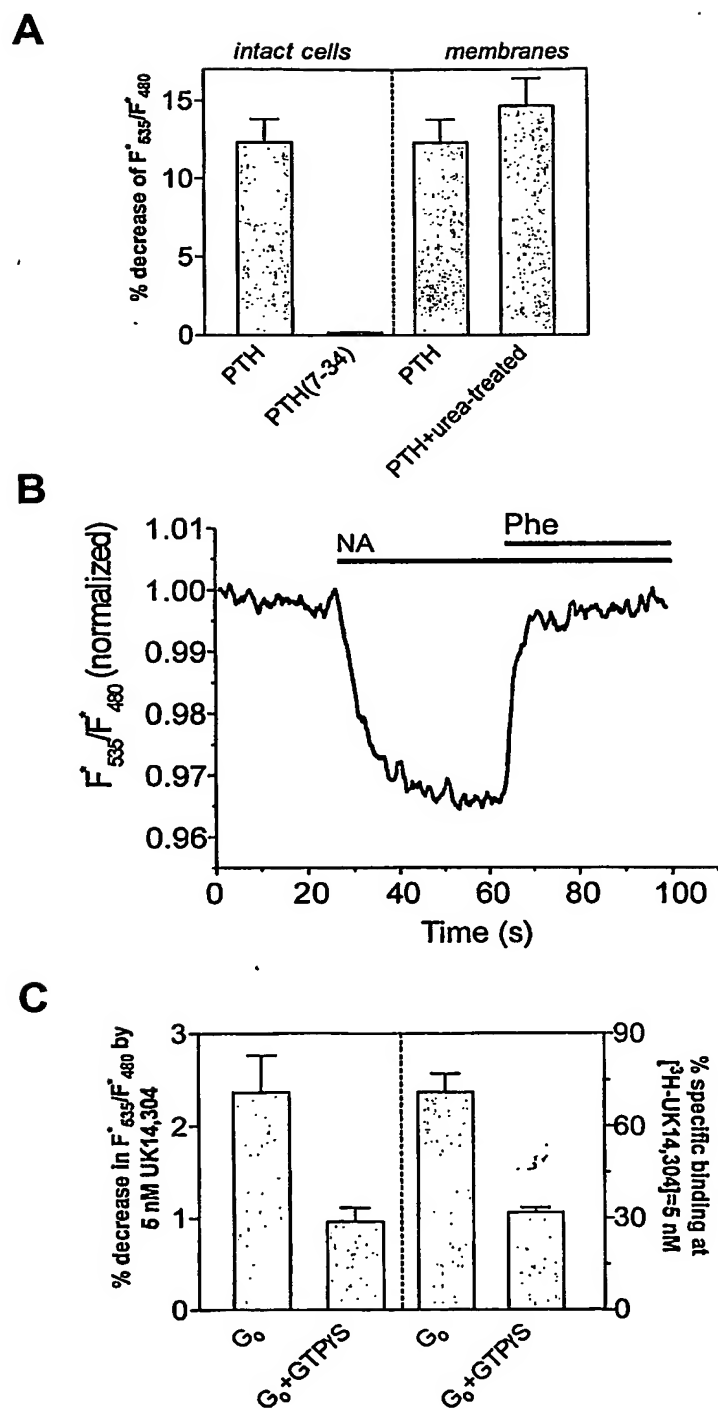 A
intact cells
membranes
% decrease of F*535/F*480
15
10
5
0
PTH
PTH(7-34)
PTH
PTH+urea-treated
B
F*535/F*480 (normalized)
1.01
1.00
0.99
0.98
0.97
0.96
NA
Phe
0
20
40
60
80
100
Time (s)
C
% decrease in F*535/F*480 by
5 nM UK14,304
3
2
1
0
90
60
30
0
% specific binding at
[³H-UK14,304]=5 nM
Go
Go+GTPγS
Go
Go+GTPγS